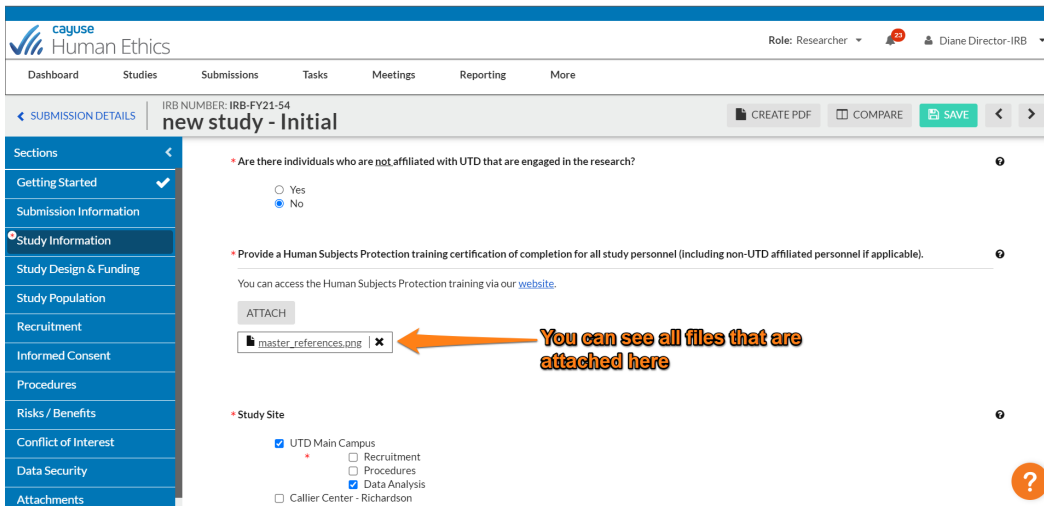 cayuse
Human Ethics
Role: Researcher
23
Diane Director-IRB
Dashboard Studies Submissions Tasks Meetings Reporting More
SUBMISSION DETAILS
IRB NUMBER: IRB-FY21-54
new study - Initial
CREATE PDF
COMPARE
SAVE
Sections
Getting Started
Submission Information
*Study Information
Study Design & Funding
Study Population
Recruitment
Informed Consent
Procedures
Risks / Benefits
Conflict of Interest
Data Security
Attachments
* Are there individuals who are not affiliated with UTD that are engaged in the research?
Yes
No
* Provide a Human Subjects Protection training certification of completion for all study personnel (including non-UTD affiliated personnel if applicable).
You can access the Human Subjects Protection training via our website.
ATTACH
master_references.png
You can see all files that are
attached here
* Study Site
UTD Main Campus
* Recruitment
Procedures
Data Analysis
Callier Center - Richardson
?